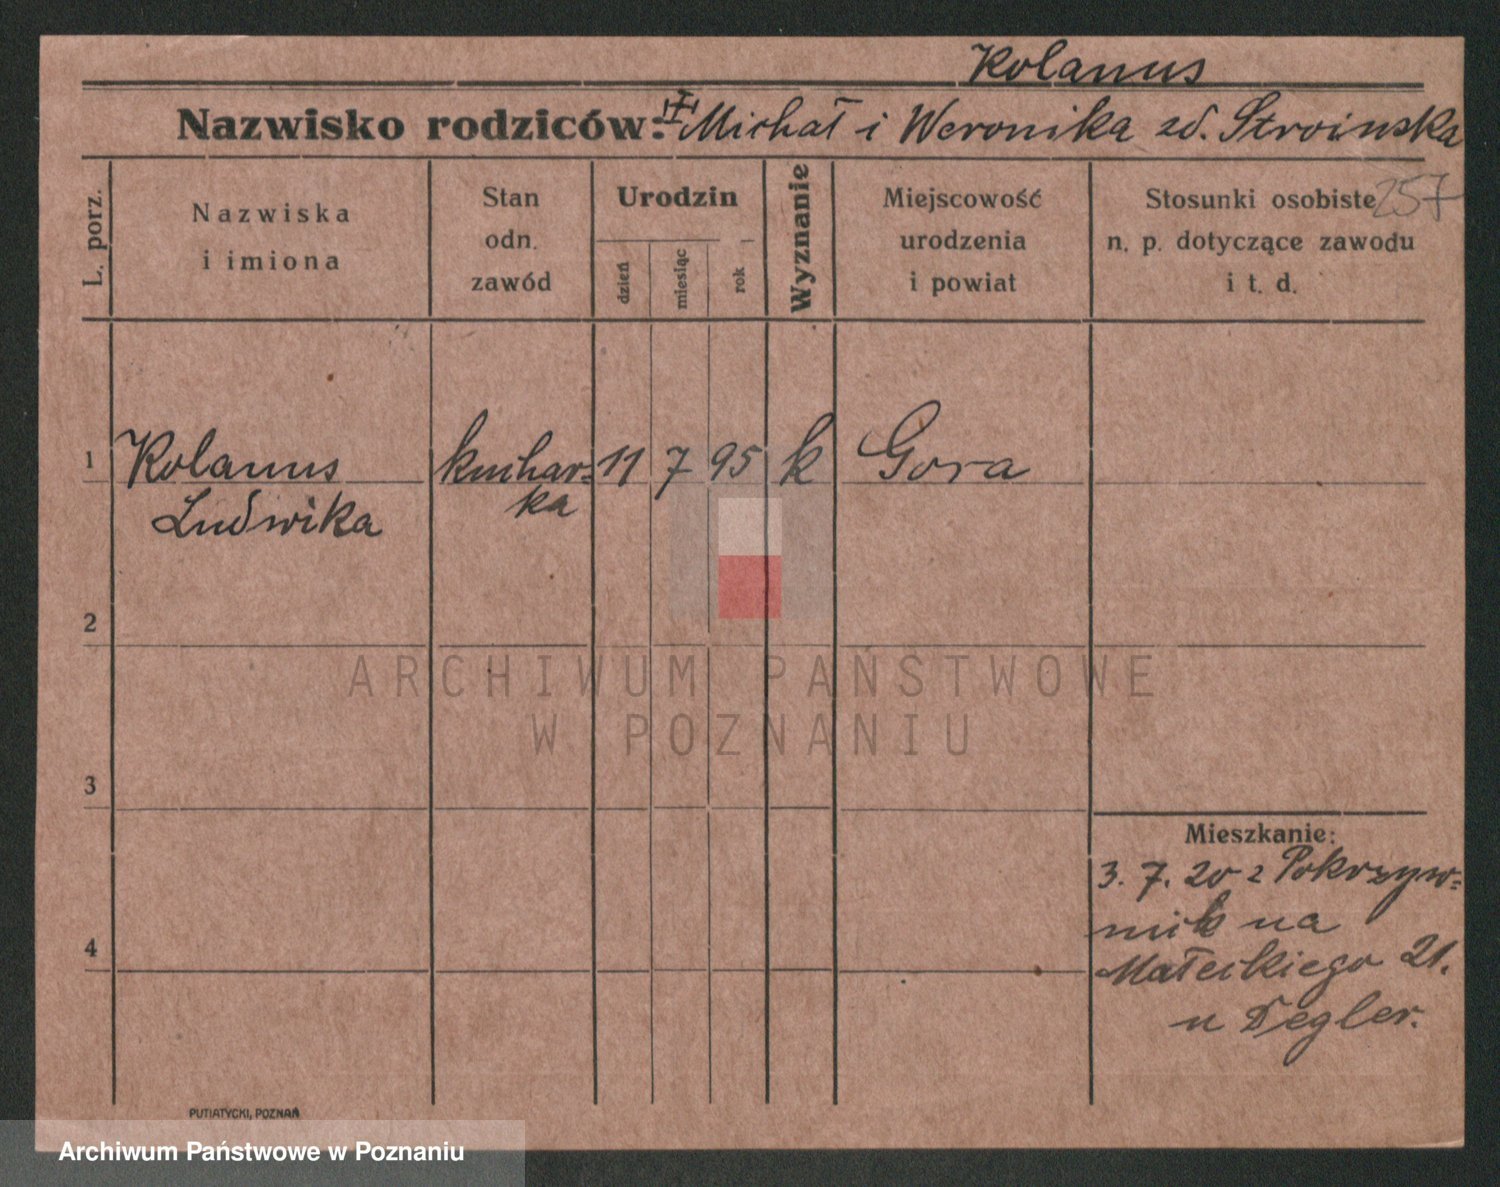 Kolanus
Nazwisko rodziców: Michał i Weronika zd. Stroinska
257
L. porz.
Nazwiska
i imiona
Stan
odn.
zawód
Urodzin
dzień
miesiąc
rok
Wyznanie
Miejscowość
urodzenia
i powiat
Stosunki osobiste
n. p. dotyczące zawodu
i t. d.
1 Kolanus kuchar= 11 7 95 k Gora
Ludwika ka
2
ARCHIWUM PAŃSTWOWE
W POZNANIU
3
Mieszkanie:
3. 7. 20 z Pokrzyw=
nik na
4
Małeckiego 21.
u Degler.
PUTIATYCKI, POZNAŃ
Archiwum Państwowe w Poznaniu